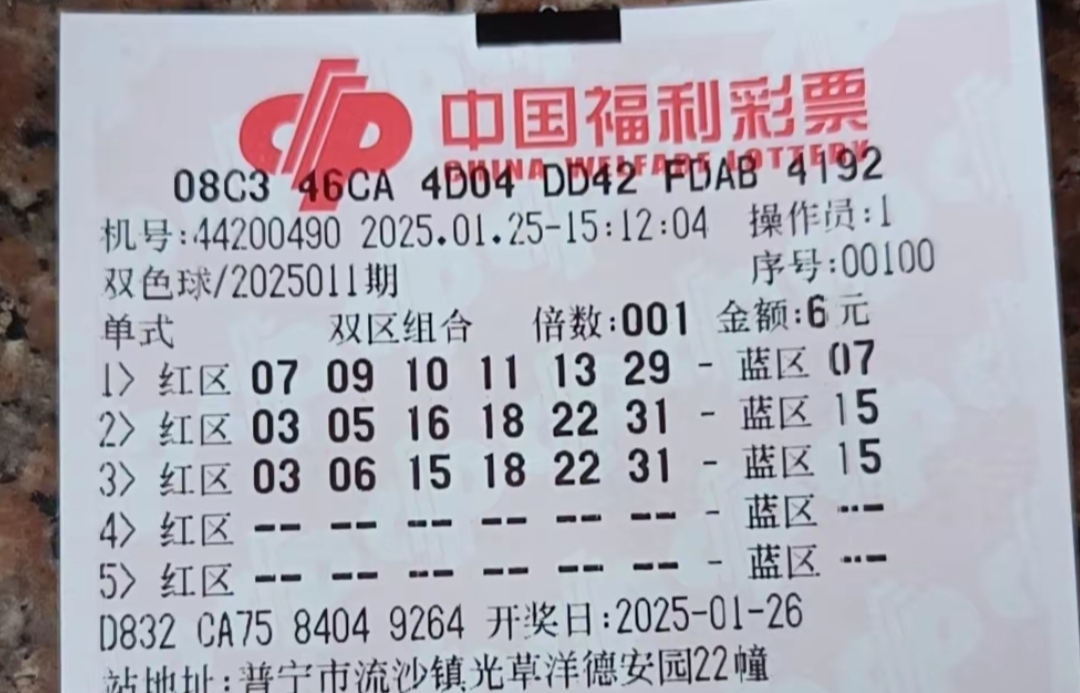 中国福利彩票
CHINA WELFARE LOTTERY
08C3 46CA 4D04 DD42 FDAB 4192
机号:44200490 2025.01.25-15:12:04 操作员:1
双色球/2025011期 序号:00100
单式 双区组合 倍数:001 金额:6元
1> 红区 07 09 10 11 13 29 - 蓝区 07
2> 红区 03 05 16 18 22 31 - 蓝区 15
3> 红区 03 06 15 18 22 31 - 蓝区 15
4> 红区 -- -- -- -- -- -- - 蓝区 --
5> 红区 -- -- -- -- -- -- - 蓝区 --
D832 CA75 8404 9264 开奖日:2025-01-26
站地址:普宁市流沙镇光草洋德安园22幢